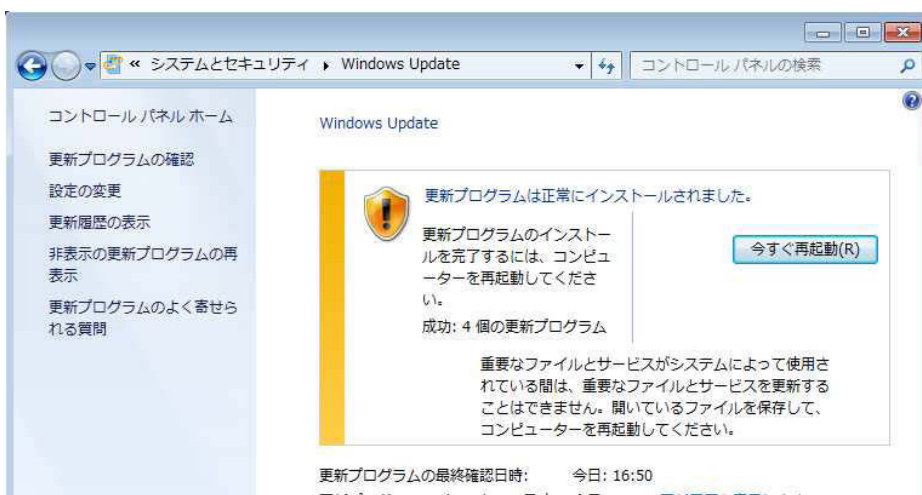 « システムとセキュリティ ▸ Windows Update
コントロール パネルの検索
コントロール パネル ホーム
更新プログラムの確認
設定の変更
更新履歴の表示
非表示の更新プログラムの再
表示
更新プログラムのよく寄せら
れる質問
Windows Update
更新プログラムは正常にインストールされました。
更新プログラムのインストー
ルを完了するには、コンピュ
ーターを再起動してくださ
い。
成功: 4 個の更新プログラム
今すぐ再起動(R)
重要なファイルとサービスがシステムによって使用さ
れている間は、重要なファイルとサービスを更新する
ことはできません。開いているファイルを保存して、
コンピューターを再起動してください。
更新プログラムの最終確認日時: 今日: 16:50